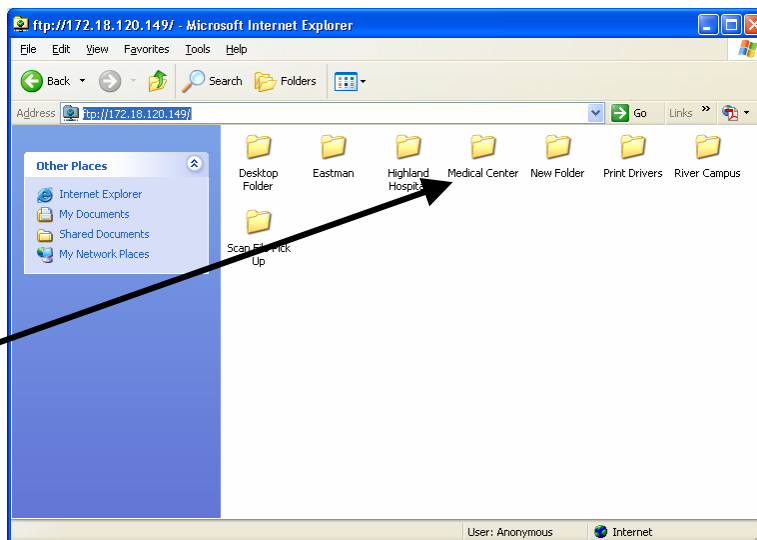 ftp://172.18.120.149/ - Microsoft Internet Explorer
File Edit View Favorites Tools Help
Back Search Folders
Address ftp://172.18.120.149/ Go Links »
Other Places
Internet Explorer
My Documents
Shared Documents
My Network Places
Desktop Folder
Eastman
Highland Hospital
Medical Center
New Folder
Print Drivers
River Campus
Scan File Pick Up
User: Anonymous Internet